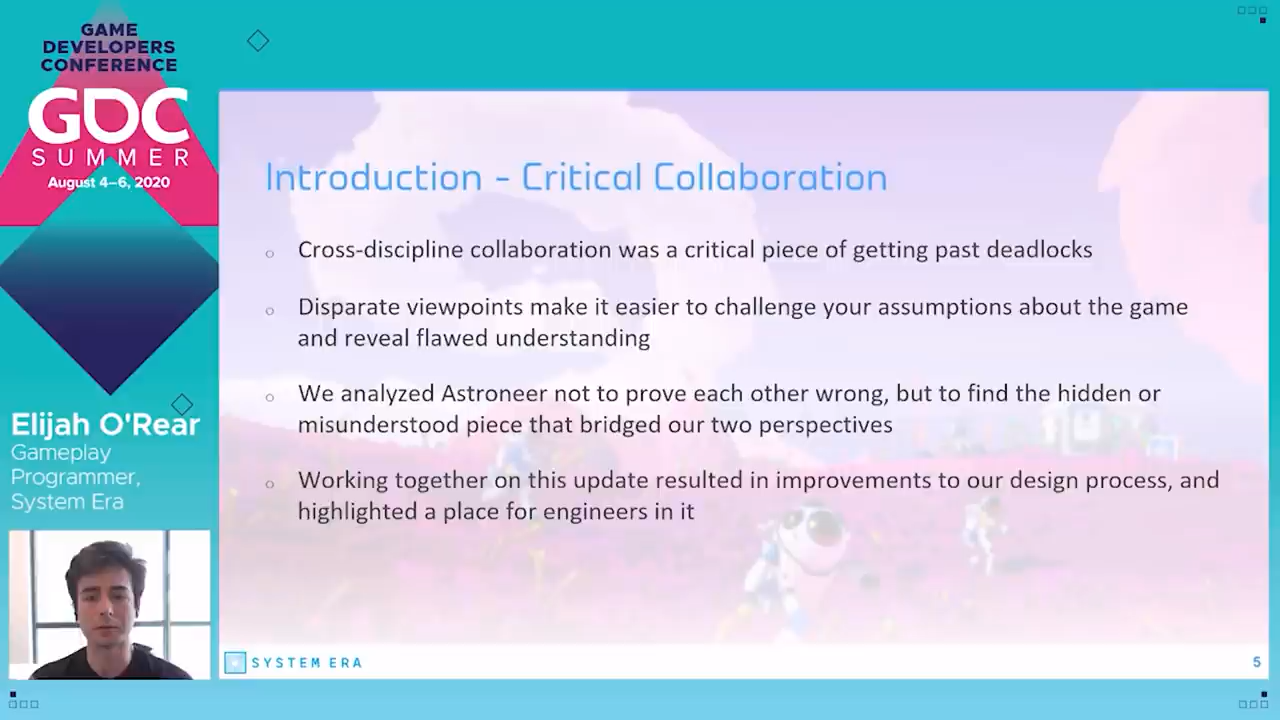 GAME
DEVELOPERS
CONFERENCE
GDC
SUMMER
August 4–6, 2020
Elijah O'Rear
Gameplay
Programmer,
System Era
Introduction - Critical Collaboration
Cross-discipline collaboration was a critical piece of getting past deadlocks
Disparate viewpoints make it easier to challenge your assumptions about the game
and reveal flawed understanding
We analyzed Astroneer not to prove each other wrong, but to find the hidden or
misunderstood piece that bridged our two perspectives
Working together on this update resulted in improvements to our design process, and
highlighted a place for engineers in it
SYSTEM ERA
5